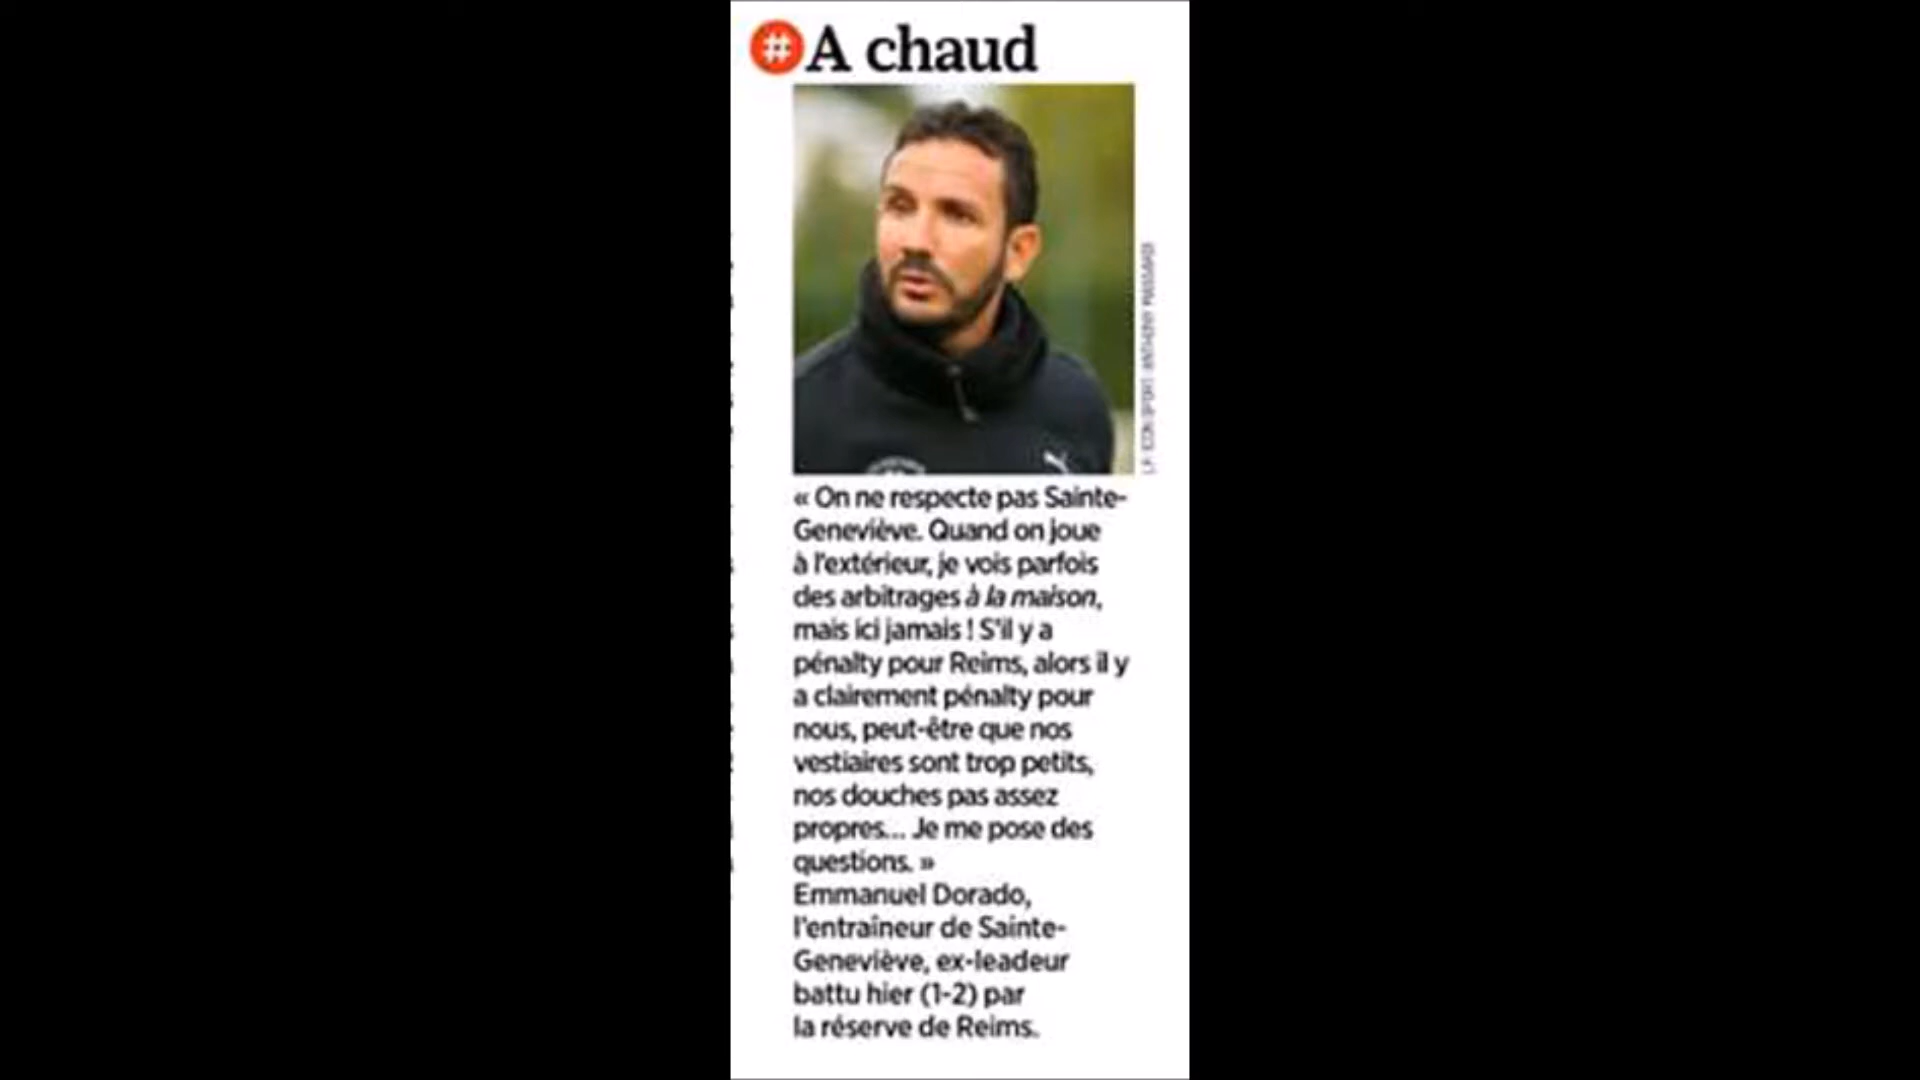 # A chaud
« On ne respecte pas Sainte-
Geneviève. Quand on joue
à l'extérieur, je vois parfois
des arbitrages à la maison,
mais ici jamais ! S'il y a
pénalty pour Reims, alors il y
a clairement pénalty pour
nous, peut-être que nos
vestiaires sont trop petits,
nos douches pas assez
propres... Je me pose des
questions. »
Emmanuel Dorado,
l'entraîneur de Sainte-
Geneviève, ex-leadeur
battu hier (1-2) par
la réserve de Reims.